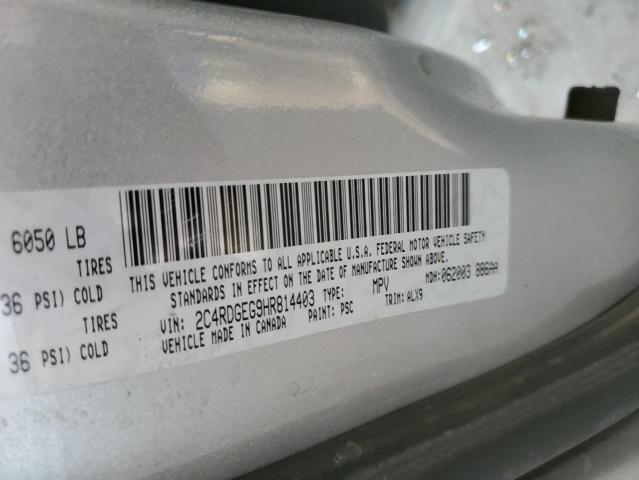 6050 LB
TIRES
36 PSI) COLD
TIRES
36 PSI) COLD
THIS VEHICLE CONFORMS TO ALL APPLICABLE U.S.A. FEDERAL MOTOR VEHICLE SAFETY
STANDARDS IN EFFECT ON THE DATE OF MANUFACTURE SHOWN ABOVE.
VIN: 2C4RDGEG9HR814403 TYPE: MPV MDH: 062003 886AA
VEHICLE MADE IN CANADA PAINT: PSC TRIM: ALX9